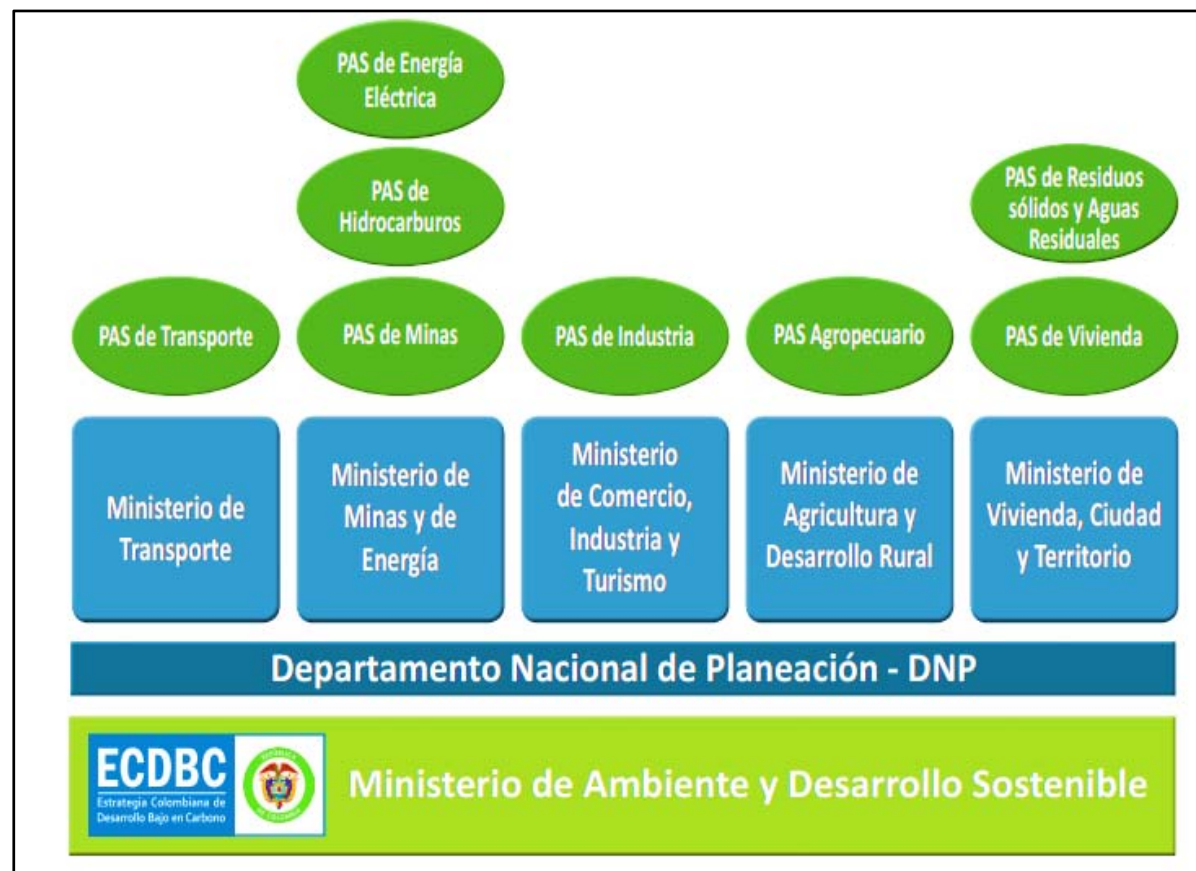 PAS de Energía
Eléctrica
PAS de
Hidrocarburos
PAS de Residuos
sólidos y Aguas
Residuales
PAS de Transporte
PAS de Minas
PAS de Industria
PAS Agropecuario
PAS de Vivienda
Ministerio de
Transporte
Ministerio de
Minas y de
Energía
Ministerio
de Comercio,
Industria y
Turismo
Ministerio de
Agricultura y
Desarrollo Rural
Ministerio de
Vivienda, Ciudad
y Territorio
Departamento Nacional de Planeación - DNP
ECDBC
Estrategia Colombiana de
Desarrollo Bajo en Carbono
Ministerio de Ambiente y Desarrollo Sostenible